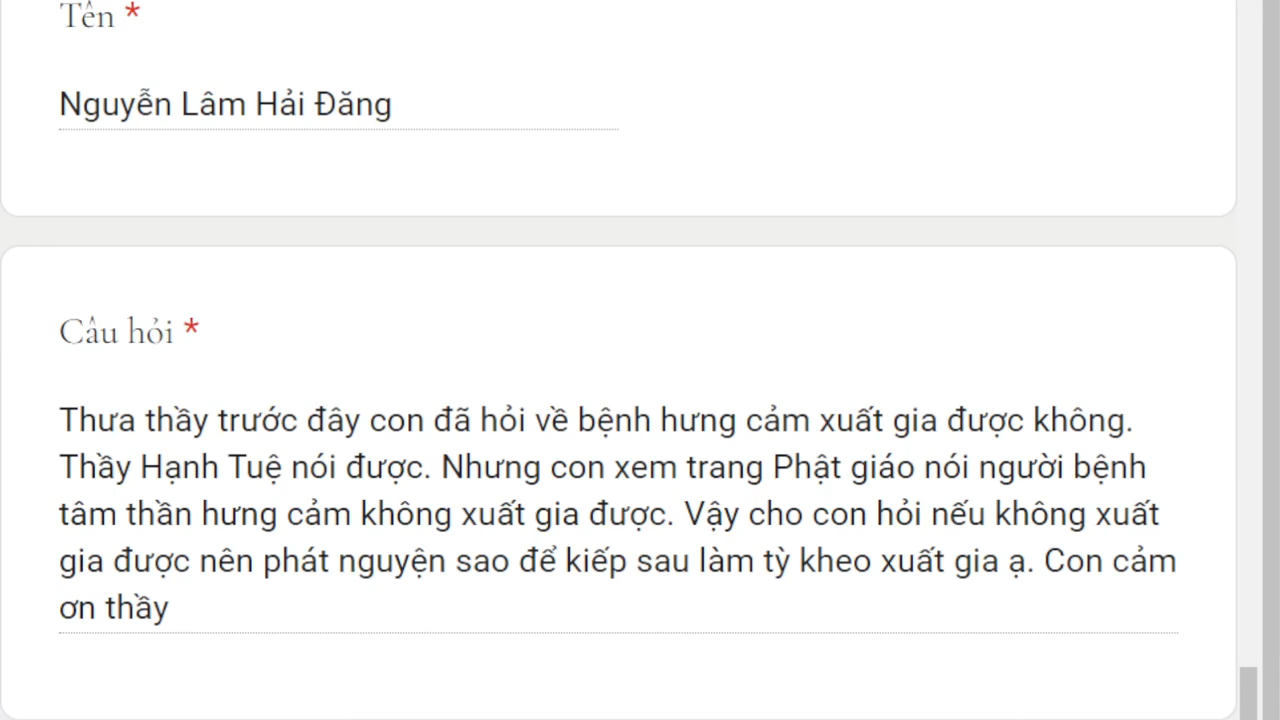 Tên *
Nguyễn Lâm Hải Đăng
Câu hỏi *
Thưa thầy trước đây con đã hỏi về bệnh hưng cảm xuất gia được không.
Thầy Hạnh Tuệ nói được. Nhưng con xem trang Phật giáo nói người bệnh
tâm thần hưng cảm không xuất gia được. Vậy cho con hỏi nếu không xuất
gia được nên phát nguyện sao để kiếp sau làm tỳ kheo xuất gia ạ. Con cảm
ơn thầy